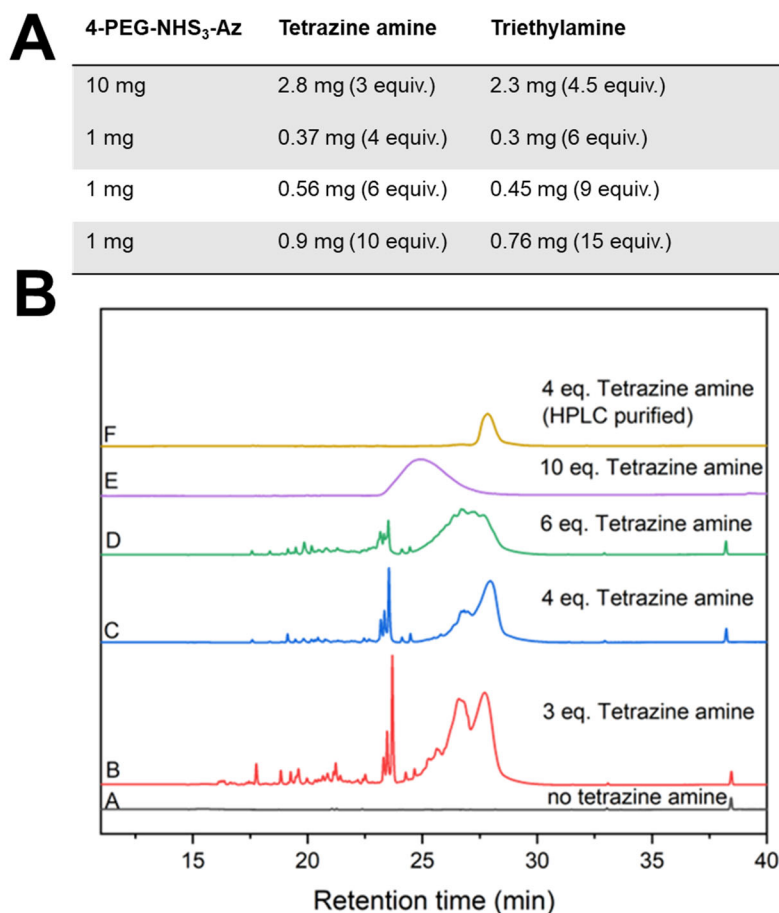 A
4-PEG-NHS₃-Az Tetrazine amine Triethylamine
10 mg 2.8 mg (3 equiv.) 2.3 mg (4.5 equiv.)
1 mg 0.37 mg (4 equiv.) 0.3 mg (6 equiv.)
1 mg 0.56 mg (6 equiv.) 0.45 mg (9 equiv.)
1 mg 0.9 mg (10 equiv.) 0.76 mg (15 equiv.)
B
4 eq. Tetrazine amine
(HPLC purified)
F
10 eq. Tetrazine amine
E
6 eq. Tetrazine amine
D
4 eq. Tetrazine amine
C
3 eq. Tetrazine amine
B
no tetrazine amine
A
15 20 25 30 35 40
Retention time (min)